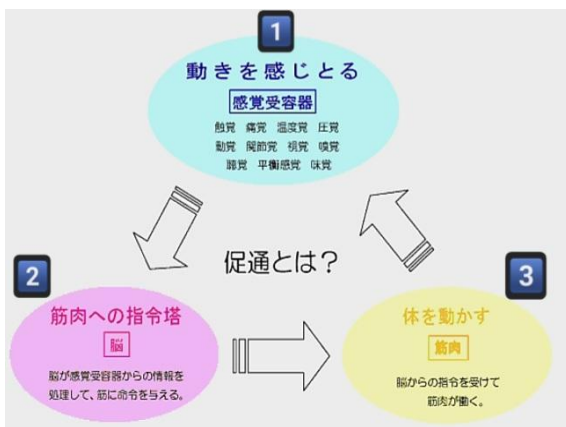 1
動きを感じとる
感覚受容器
触覚 痛覚 温度覚 圧覚
動覚 関節覚 視覚 嗅覚
聴覚 平衡感覚 味覚
促通とは？
2
筋肉への指令塔
脳
脳が感覚受容器からの情報を
処理して、筋に命令を与える。
3
体を動かす
筋肉
脳からの指令を受けて
筋肉が働く。